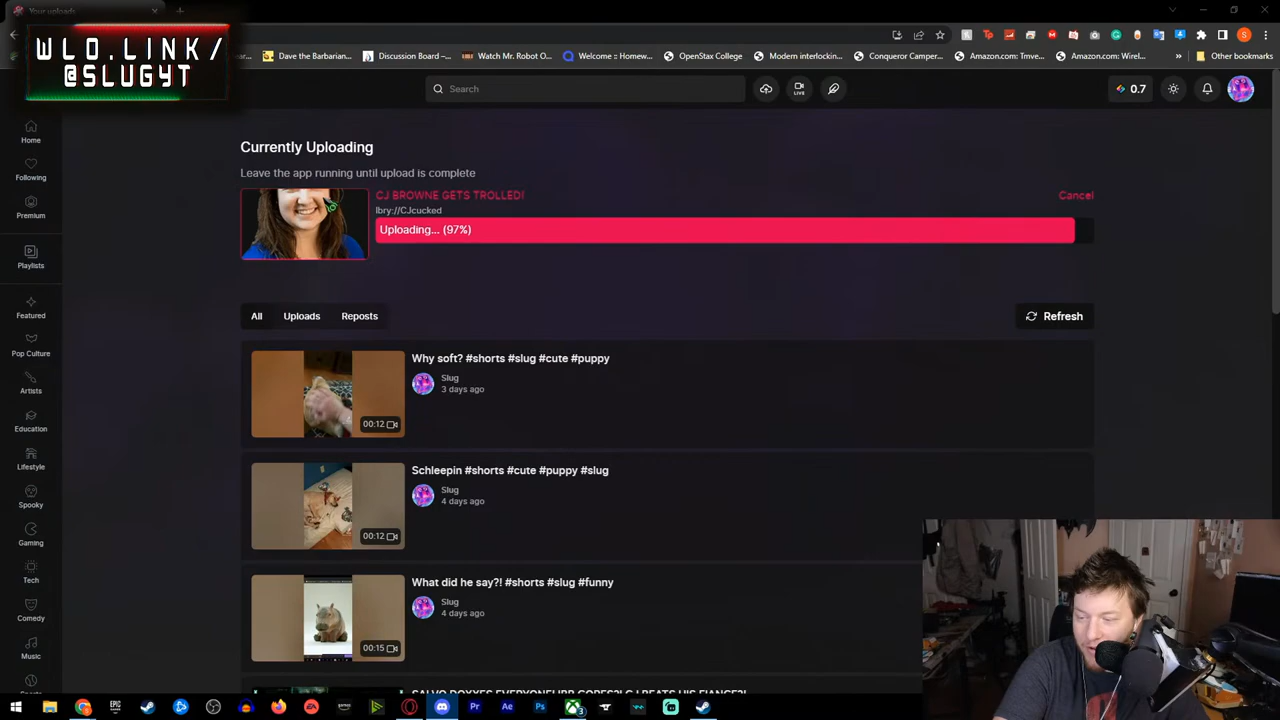 Your uploads
WLO.LINK/
@SLUGYT
Dave the Barbarian...
Discussion Board –...
Watch Mr. Robot O...
Welcome :: Homew...
OpenStax College
Modern interlockin...
Conqueror Camper...
Amazon.com: Tmve...
Amazon.com: Wirel...
Other bookmarks
Search
LIVE
0.7
Home
Following
Premium
Playlists
Featured
Pop Culture
Artists
Education
Lifestyle
Spooky
Gaming
Tech
Comedy
Music
Currently Uploading
Leave the app running until upload is complete
CJ BROWNE GETS TROLLED!
Cancel
lbry://CJcucked
Uploading... (97%)
All
Uploads
Reposts
Refresh
Why soft? #shorts #slug #cute #puppy
Slug
3 days ago
00:12
Schleepin #shorts #cute #puppy #slug
Slug
4 days ago
00:12
What did he say?! #shorts #slug #funny
Slug
4 days ago
00:15